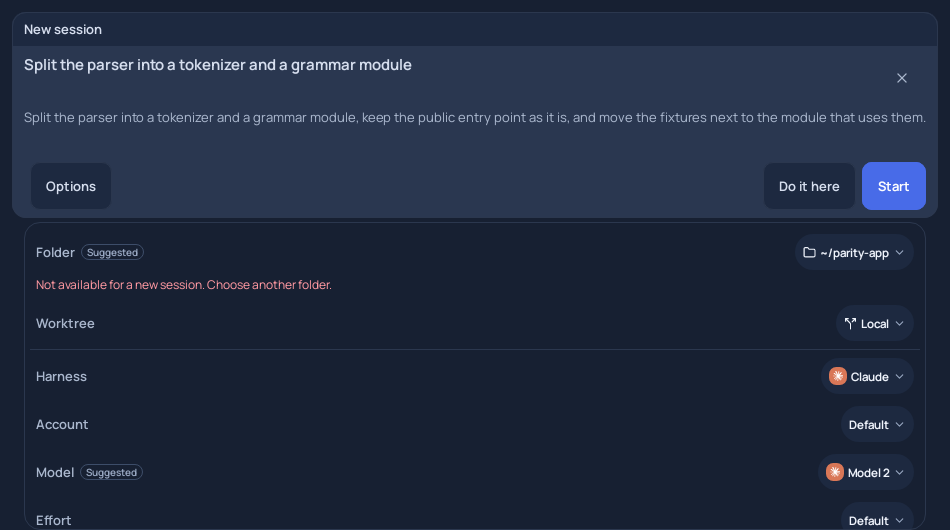 New session
Split the parser into a tokenizer and a grammar module
Split the parser into a tokenizer and a grammar module, keep the public entry point as it is, and move the fixtures next to the module that uses them.
Options
Do it here
Start
Folder Suggested ~/parity-app
Not available for a new session. Choose another folder.
Worktree Local
Harness Claude
Account Default
Model Suggested Model 2
Effort Default